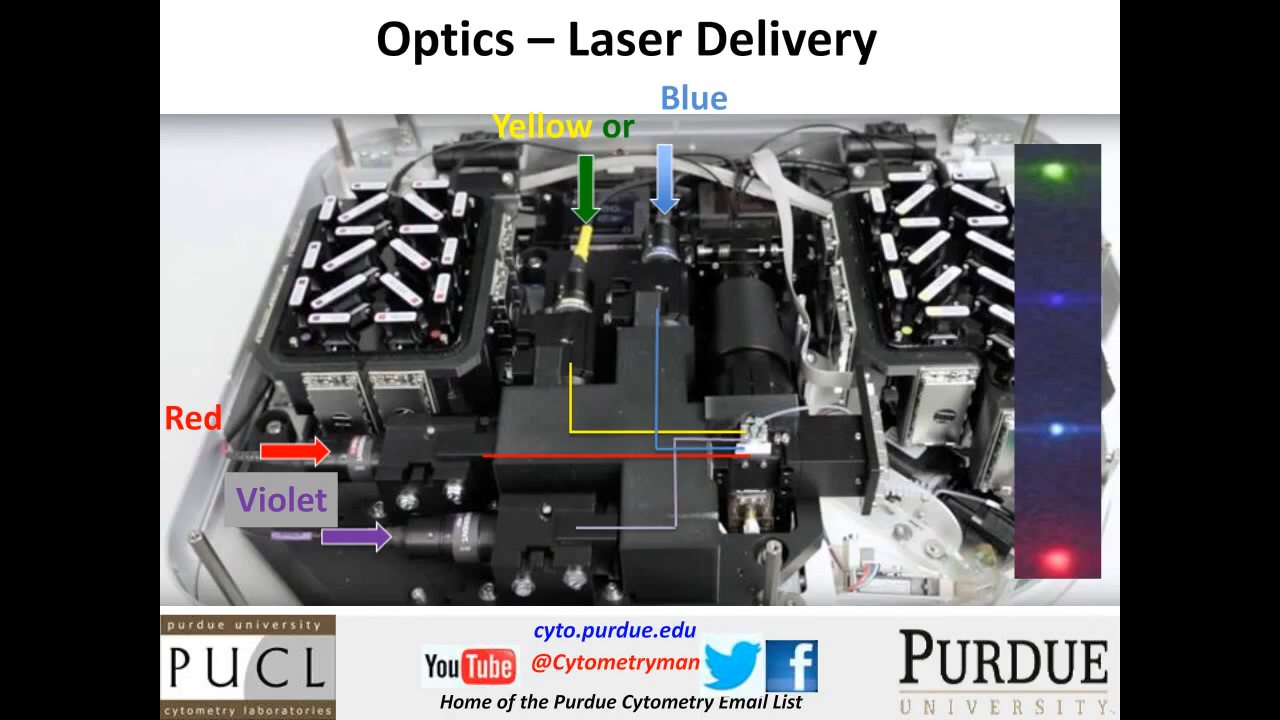 Optics – Laser Delivery
Blue
Yellow or
Red
Violet
purdue university
PUCL
cytometry laboratories
cyto.purdue.edu
YouTube
@Cytometryman
f
Home of the Purdue Cytometry Email List
PURDUE
UNIVERSITY